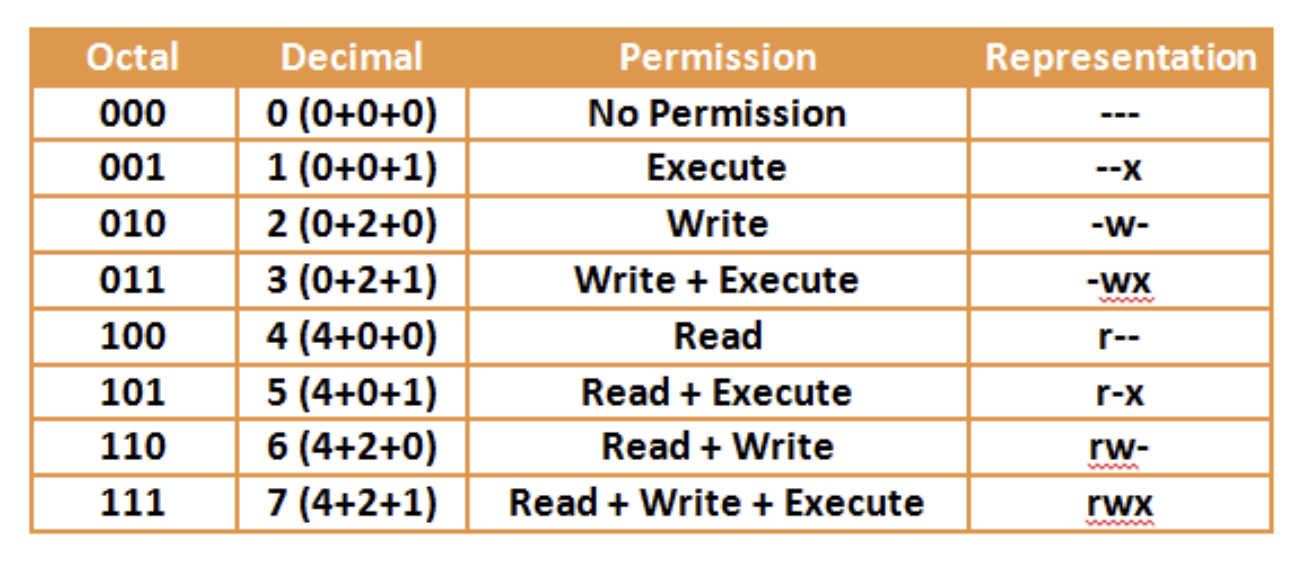 Octal Decimal Permission Representation
000 0 (0+0+0) No Permission ---
001 1 (0+0+1) Execute --x
010 2 (0+2+0) Write -w-
011 3 (0+2+1) Write + Execute -wx
100 4 (4+0+0) Read r--
101 5 (4+0+1) Read + Execute r-x
110 6 (4+2+0) Read + Write rw-
111 7 (4+2+1) Read + Write + Execute rwx